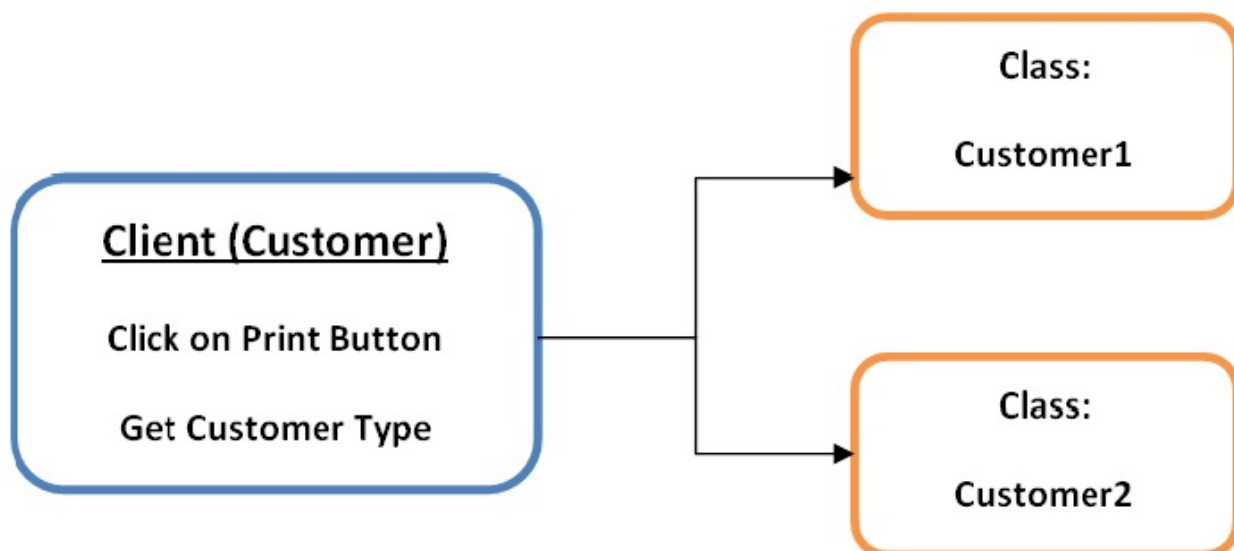 Client (Customer)
Click on Print Button
Get Customer Type
Class:
Customer1
Class:
Customer2